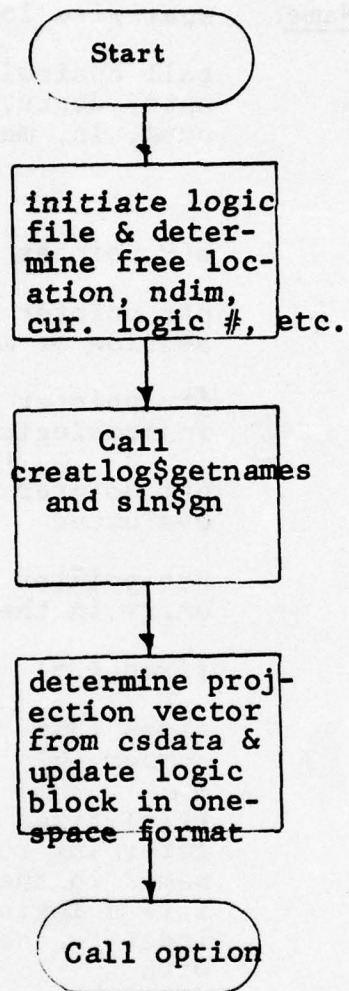 Start
initiate logic
file & deter-
mine free loc-
ation, ndim,
cur. logic #, etc.
Call
creatlog$getnames
and sln$gn
determine proj-
ection vector
from csdata &
update logic
block in one-
space format
Call option